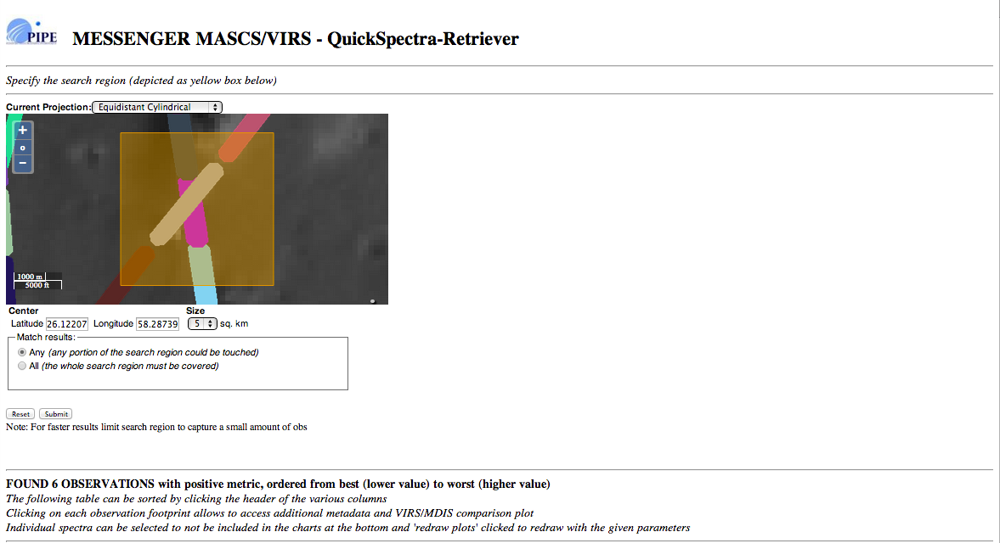 PIPE
MESSENGER MASCS/VIRS - QuickSpectra-Retriever
Specify the search region (depicted as yellow box below)
Current Projection: Equidistant Cylindrical
+
o
−
1000 m
5000 ft
Center Size
Latitude 26.12207 Longitude 58.28739 5 sq. km
Match results:
Any (any portion of the search region could be touched)
All (the whole search region must be covered)
Reset Submit
Note: For faster results limit search region to capture a small amount of obs
FOUND 6 OBSERVATIONS with positive metric, ordered from best (lower value) to worst (higher value)
The following table can be sorted by clicking the header of the various columns
Clicking on each observation footprint allows to access additional metadata and VIRS/MDIS comparison plot
Individual spectra can be selected to not be included in the charts at the bottom and 'redraw plots' clicked to redraw with the given parameters